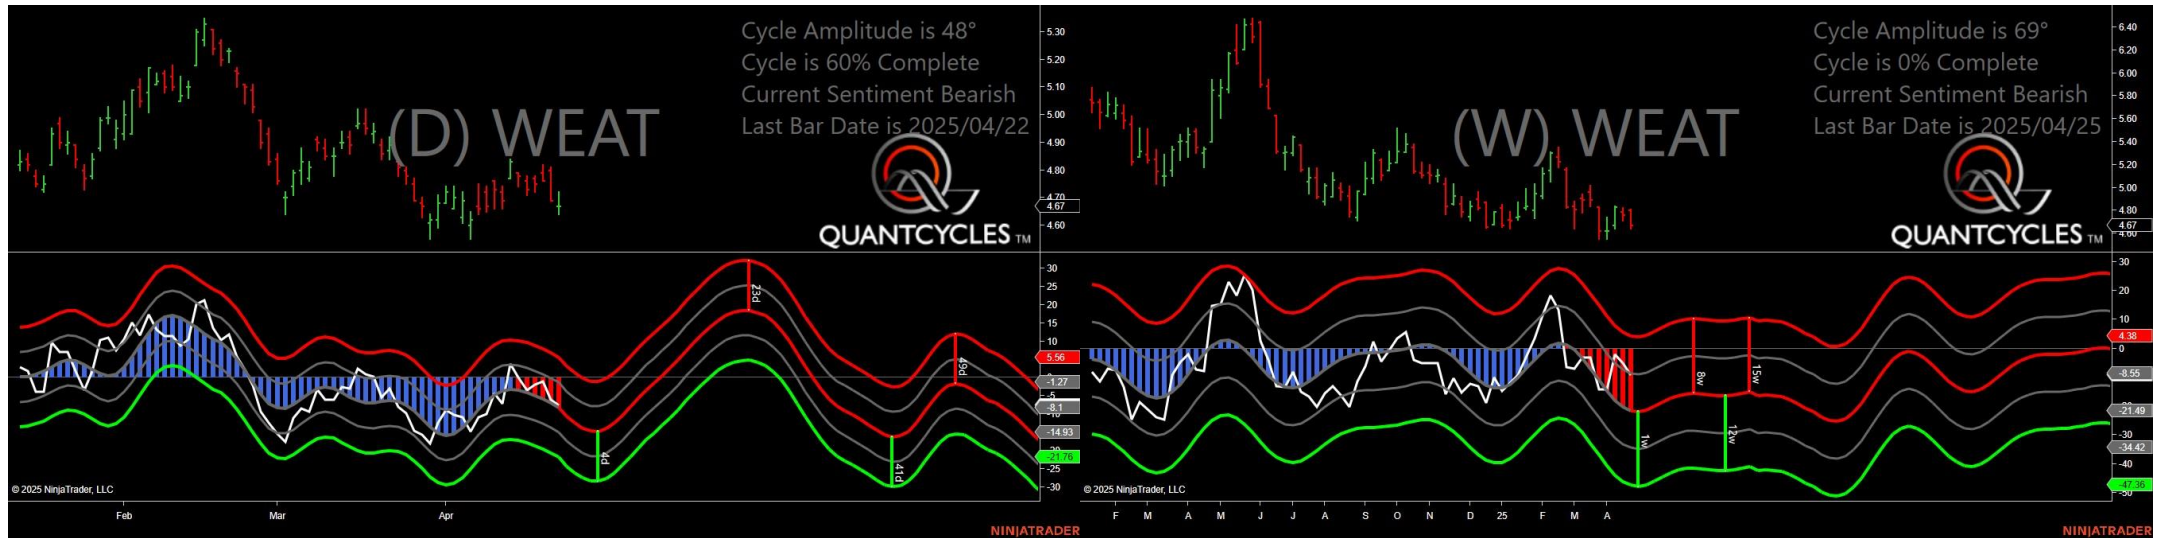 Cycle Amplitude is 48°
Cycle is 60% Complete
Current Sentiment Bearish
Last Bar Date is 2025/04/22
(D) WEAT
QUANTCYCLES TM
5.30
5.20
5.10
5.00
4.90
4.80
4.70
4.67
4.60
23d
49d
4d
41d
30
25
20
15
10
5.56
-1.27
-8.1
-14.93
-21.76
-25
-30
© 2025 NinjaTrader, LLC
Feb Mar Apr
NINJATRADER
Cycle Amplitude is 69°
Cycle is 0% Complete
Current Sentiment Bearish
Last Bar Date is 2025/04/25
(W) WEAT
QUANTCYCLES TM
6.40
6.20
6.00
5.80
5.60
5.40
5.20
5.00
4.80
4.67
4.60
8w
15w
1w
12w
30
20
10
4.38
0
-8.55
-21.49
-30
-34.42
-40
-47.36
-50
© 2025 NinjaTrader, LLC
F M A M J J A S O N D 25 F M A
NINJATRADER